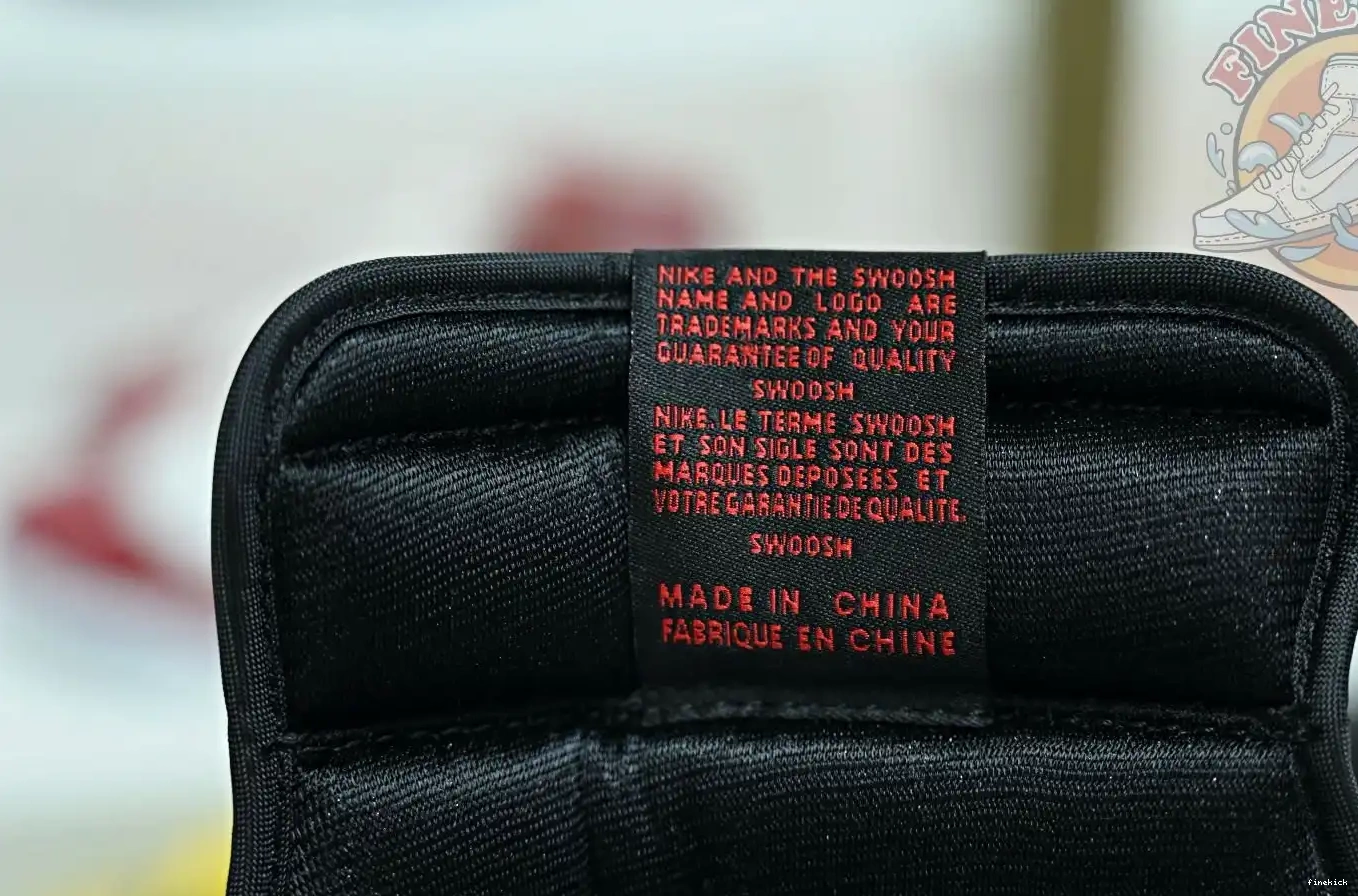 FINE
NIKE AND THE SWOOSH
NAME AND LOGO ARE
TRADEMARKS AND YOUR
GUARANTEE OF QUALITY
SWOOSH
NIKE. LE TERME SWOOSH
ET SON SIGLE SONT DES
MARQUES DEPOSEES ET
VOTRE GARANTIE DE QUALITE.
SWOOSH
MADE IN CHINA
FABRIQUE EN CHINE
finekick